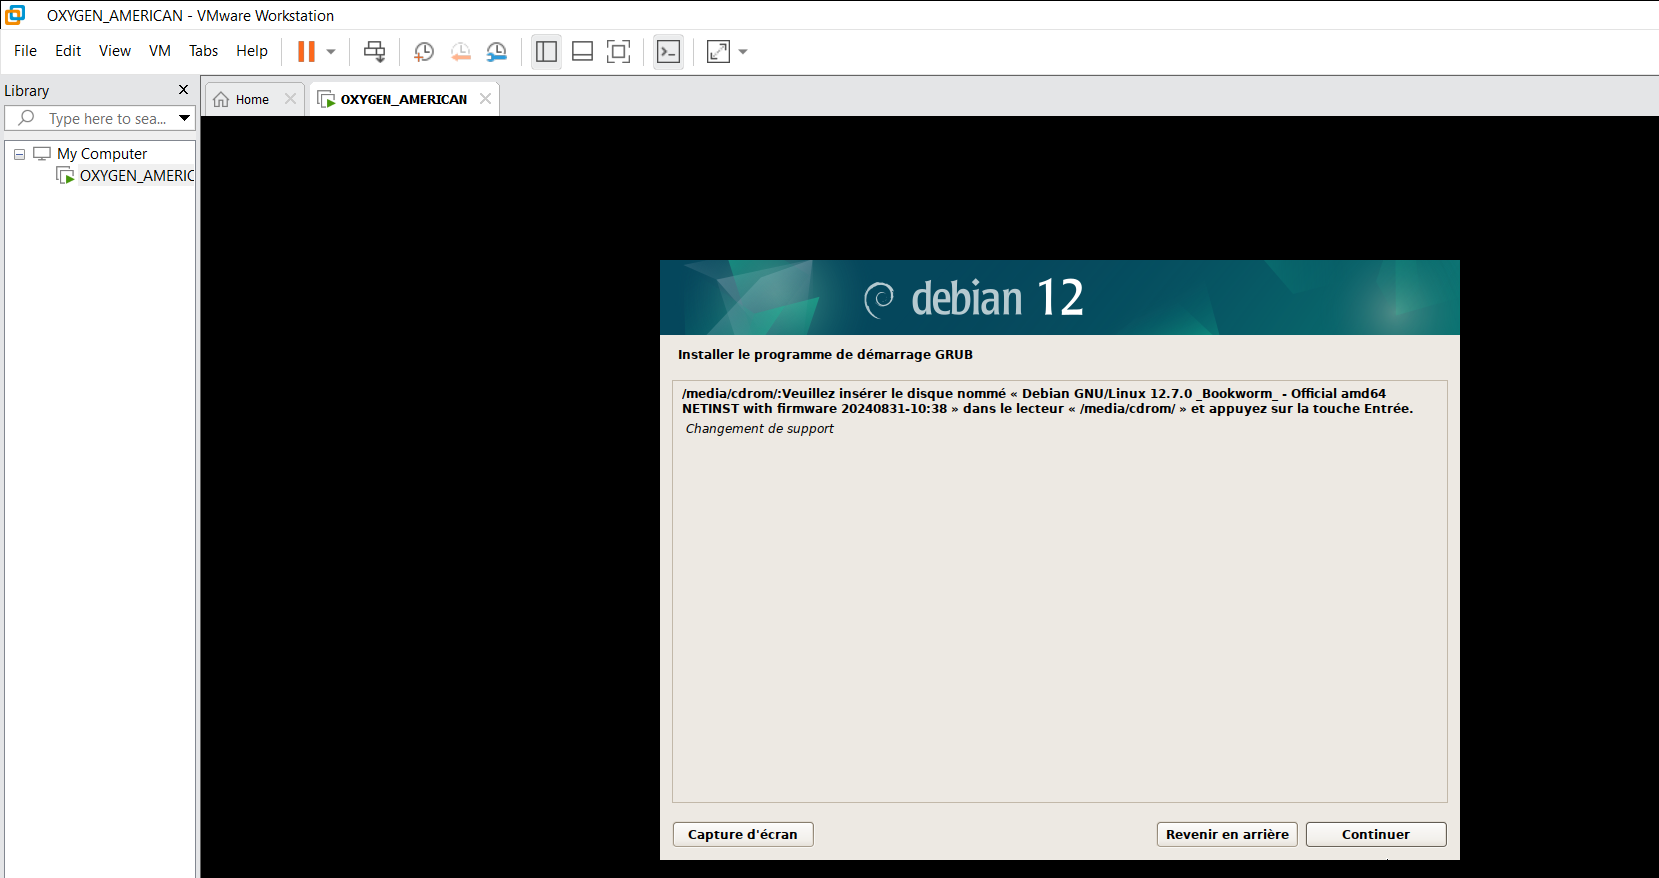 OXYGEN_AMERICAN - VMware Workstation
File Edit View VM Tabs Help
Library
Home
OXYGEN_AMERICAN
Type here to sea...
My Computer
OXYGEN_AMERIC
debian 12
Installer le programme de démarrage GRUB
/media/cdrom/:Veuillez insérer le disque nommé « Debian GNU/Linux 12.7.0 _Bookworm_ - Official amd64
NETINST with firmware 20240831-10:38 » dans le lecteur « /media/cdrom/ » et appuyez sur la touche Entrée.
Changement de support
Capture d'écran
Revenir en arrière
Continuer